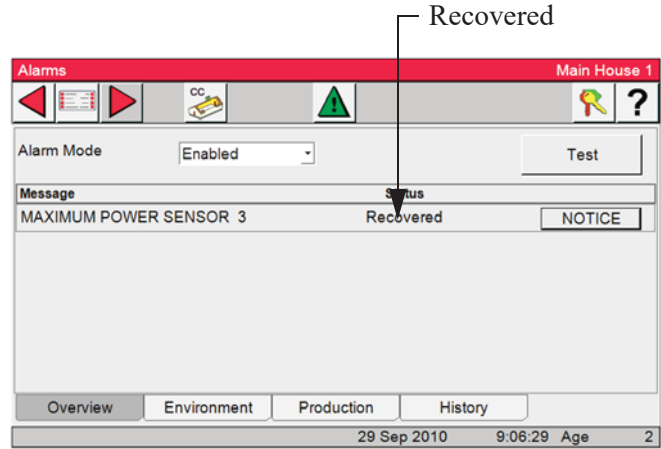 Recovered
Alarms Main House 1
CC
?
Alarm Mode Enabled Test
Message Status
MAXIMUM POWER SENSOR 3 Recovered NOTICE
Overview Environment Production History
29 Sep 2010 9:06:29 Age 2